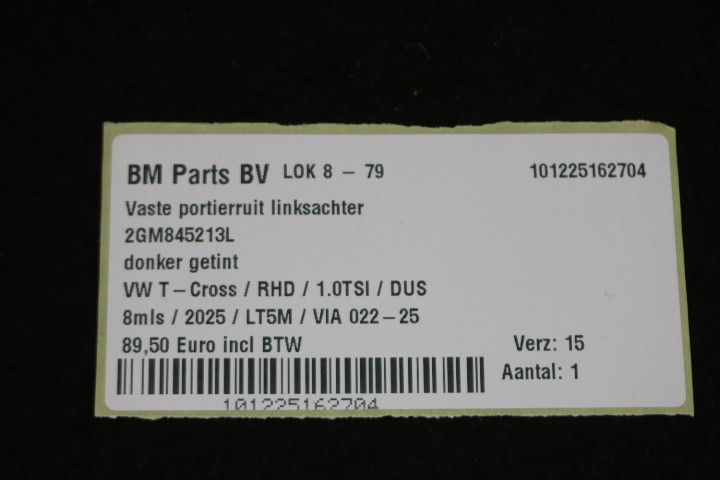 BM Parts BV LOK 8 - 79 101225162704
Vaste portierruit linksachter
2GM845213L
donker getint
VW T-Cross / RHD / 1.0TSI / DUS
8mls / 2025 / LT5M / VIA 022-25
89,50 Euro incl BTW Verz: 15
Aantal: 1
101225162704